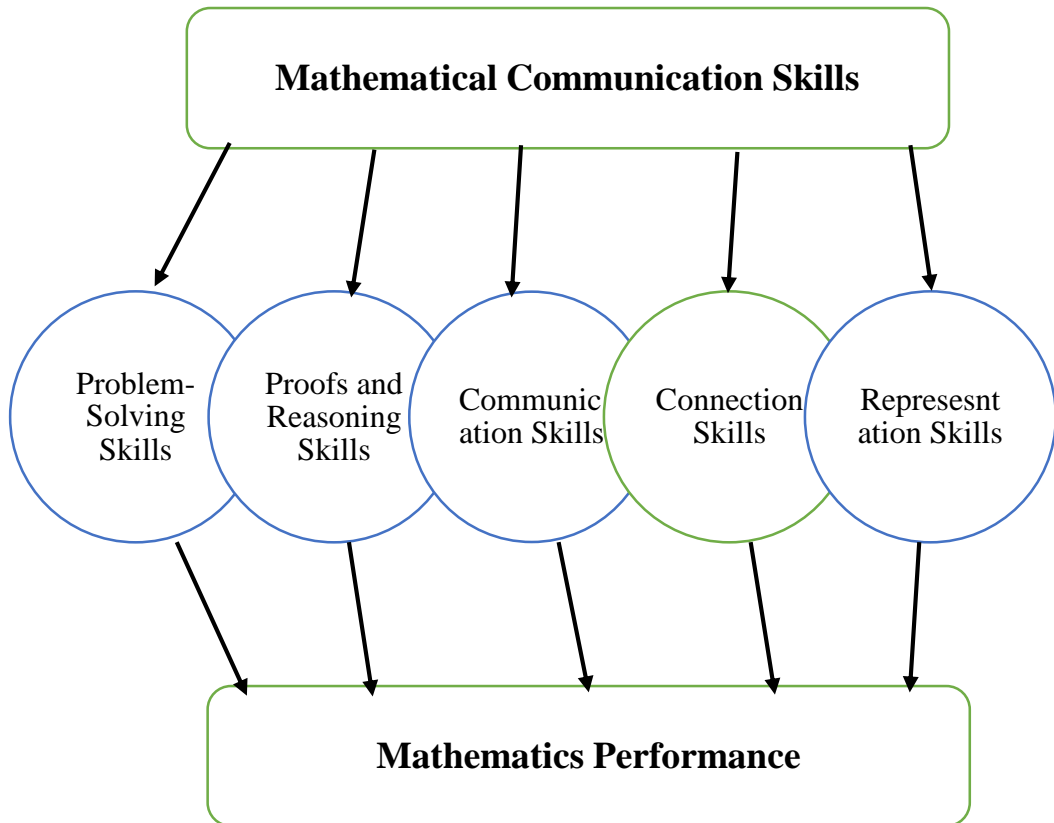 Mathematical Communication Skills
Problem-
Solving
Skills
Proofs and
Reasoning
Skills
Communic
ation Skills
Connection
Skills
Represesnt
ation Skills
Mathematics Performance